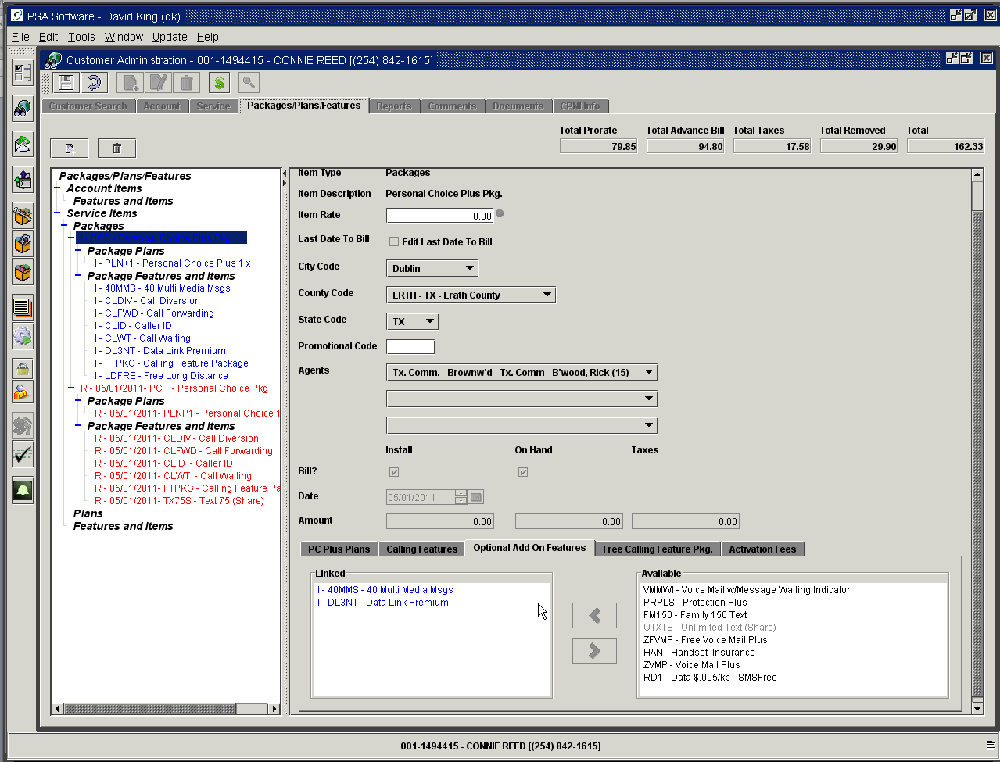 PSA Software - David King (dk)
File Edit Tools Window Update Help
Customer Administration - 001-1494415 - CONNIE REED [(254) 842-1615]
Customer Search Account Service Packages/Plans/Features Reports Comments Documents CPNI Info
Total Prorate Total Advance Bill Total Taxes Total Removed Total
79.85 94.80 17.58 -29.90 162.33
Packages/Plans/Features
Account Items
Features and Items
Service Items
Packages
Package Plans
I - PLN+1 - Personal Choice Plus 1 x
Package Features and Items
I - 40MMS - 40 Multi Media Msgs
I - CLDIV - Call Diversion
I - CLFWD - Call Forwarding
I - CLID - Caller ID
I - CLWT - Call Waiting
I - DL3NT - Data Link Premium
I - FTPKG - Calling Feature Package
I - LDFRE - Free Long Distance
R - 05/01/2011- PC - Personal Choice Pkg
Package Plans
R - 05/01/2011- PLNP1 - Personal Choice 1
Package Features and Items
R - 05/01/2011- CLDIV - Call Diversion
R - 05/01/2011- CLFWD - Call Forwarding
R - 05/01/2011- CLID - Caller ID
R - 05/01/2011- CLWT - Call Waiting
R - 05/01/2011- FTPKG - Calling Feature Pa
R - 05/01/2011- TX75S - Text 75 (Share)
Plans
Features and Items
Item Type Packages
Item Description Personal Choice Plus Pkg.
Item Rate 0.00
Last Date To Bill Edit Last Date To Bill
City Code Dublin
County Code ERTH - TX - Erath County
State Code TX
Promotional Code
Agents Tx. Comm. - Brownw'd - Tx. Comm - B'wood, Rick (15)
Install On Hand Taxes
Bill?
Date 05/01/2011
Amount 0.00 0.00 0.00
PC Plus Plans Calling Features Optional Add On Features Free Calling Feature Pkg. Activation Fees
Linked
I - 40MMS - 40 Multi Media Msgs
I - DL3NT - Data Link Premium
Available
VMMWI - Voice Mail w/Message Waiting Indicator
PRPLS - Protection Plus
FM150 - Family 150 Text
UTXTS - Unlimited Text (Share)
ZFVMP - Free Voice Mail Plus
HAN - Handset Insurance
ZVMP - Voice Mail Plus
RD1 - Data $.005/kb - SMSFree
001-1494415 - CONNIE REED [(254) 842-1615]